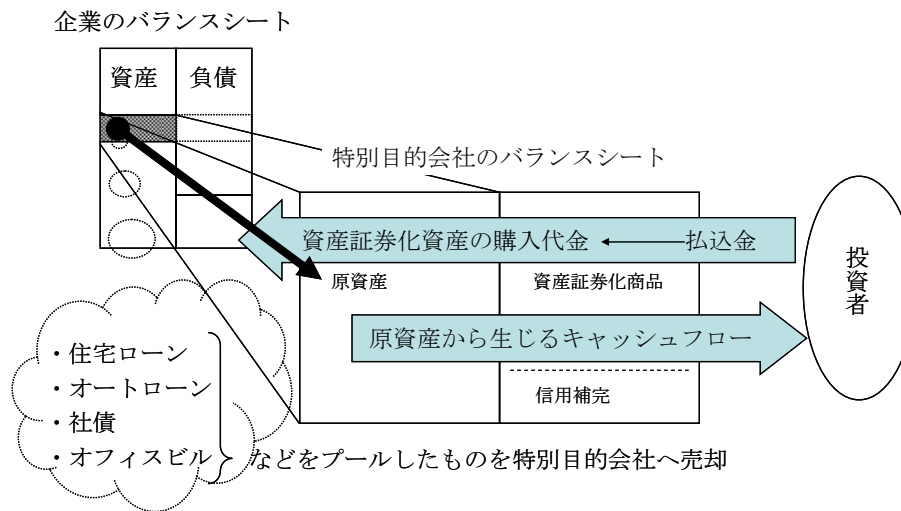 企業のバランスシート
資産 負債
特別目的会社のバランスシート
資産証券化資産の購入代金 払込金
原資産 資産証券化商品
投資者
原資産から生じるキャッシュフロー
信用補完
・住宅ローン
・オートローン
・社債
・オフィスビル
などをプールしたものを特別目的会社へ売却